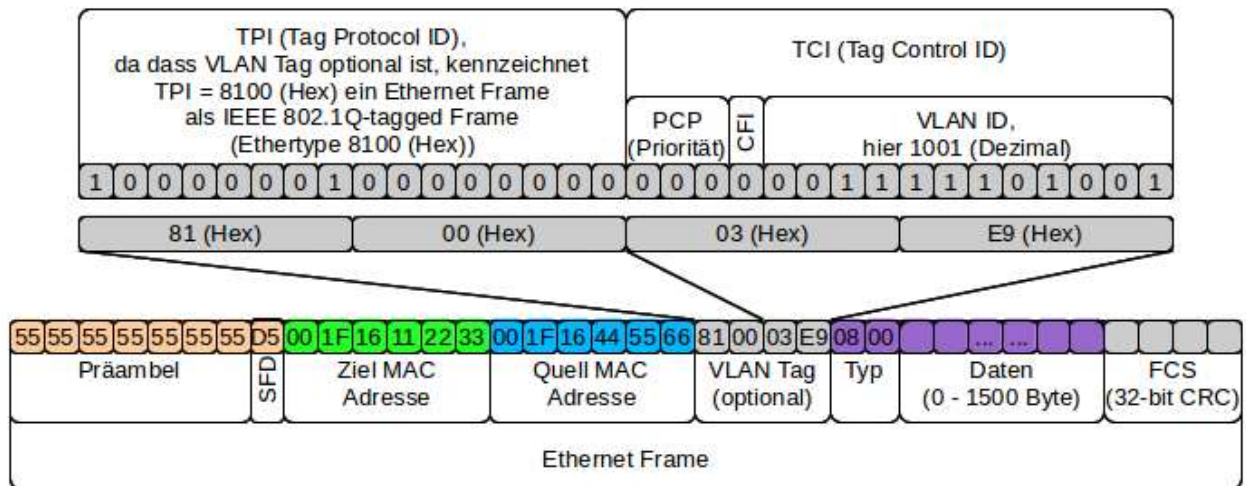 TPI (Tag Protocol ID),
da dass VLAN Tag optional ist, kennzeichnet
TPI = 8100 (Hex) ein Ethernet Frame
als IEEE 802.1Q-tagged Frame
(Ethertype 8100 (Hex))
TCI (Tag Control ID)
PCP
(Priorität)
CFI
VLAN ID,
hier 1001 (Dezimal)
1 0 0 0 0 0 0 1 0 0 0 0 0 0 0 0 0 0 0 0 0 0 1 1 1 1 1 0 1 0 0 1
81 (Hex) 00 (Hex) 03 (Hex) E9 (Hex)
55 55 55 55 55 55 55 D5 00 1F 16 11 22 33 00 1F 16 44 55 66 81 00 03 E9 08 00 ... ...
Präambel
SFD
Ziel MAC
Adresse
Quell MAC
Adresse
VLAN Tag
(optional)
Typ
Daten
(0 - 1500 Byte)
FCS
(32-bit CRC)
Ethernet Frame